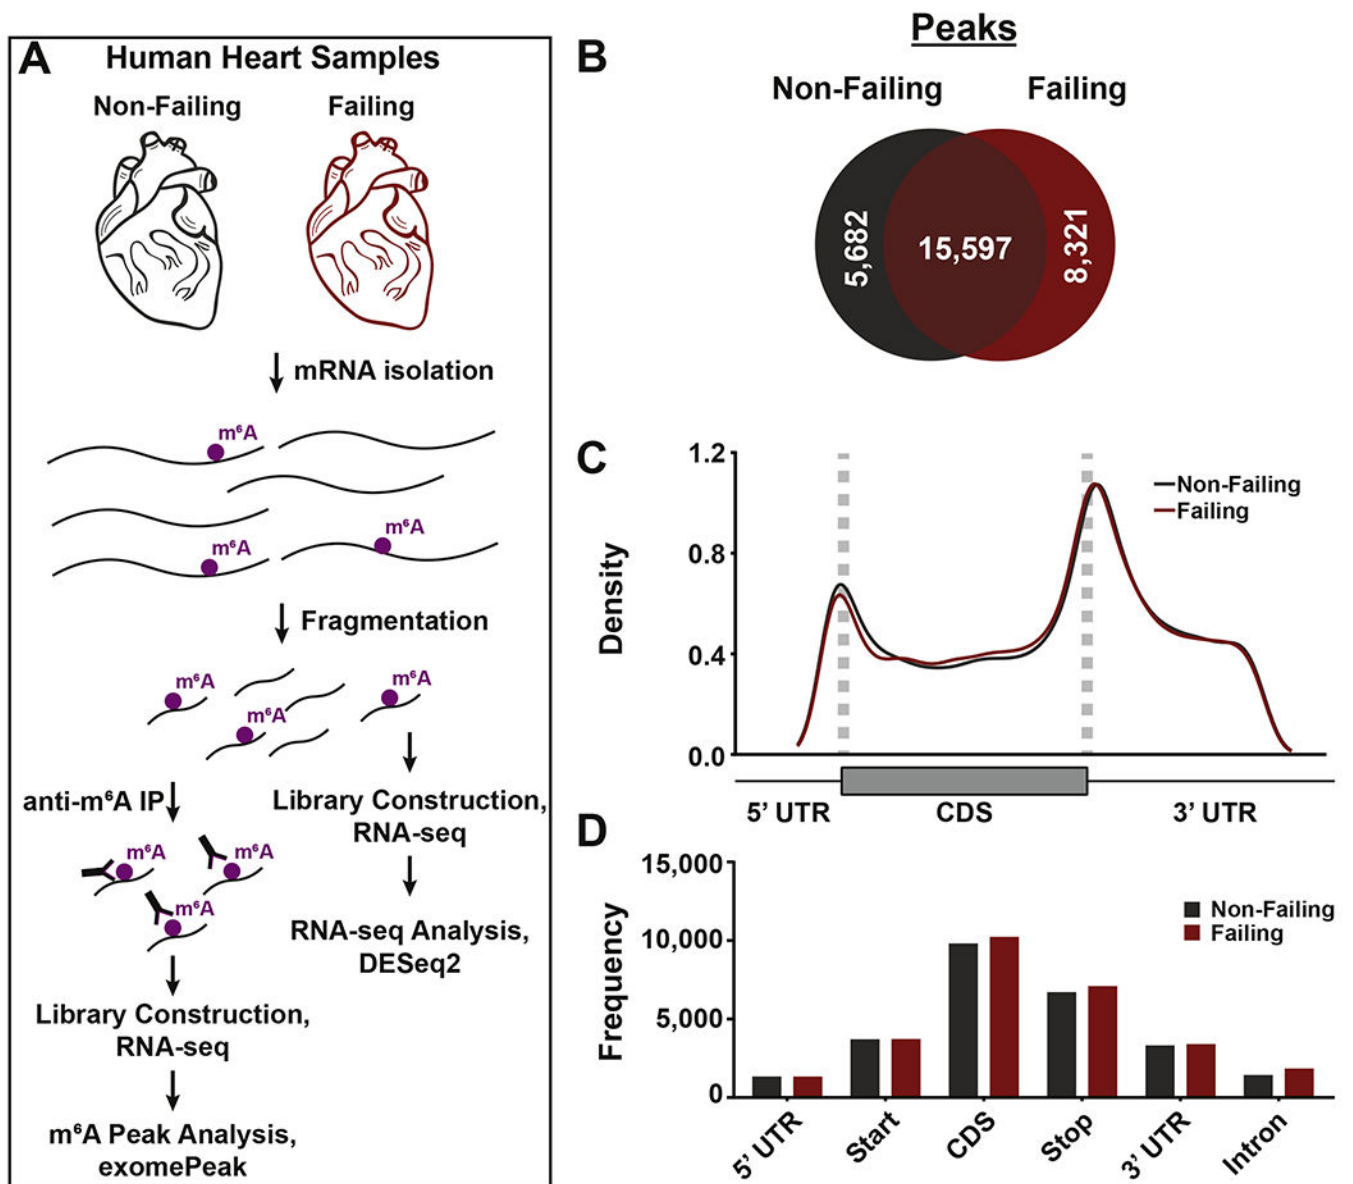 A
Human Heart Samples
Non-Failing
Failing
mRNA isolation
m⁶A
m⁶A
m⁶A
Fragmentation
m⁶A
m⁶A
m⁶A
anti-m⁶A IP
Library Construction,
RNA-seq
m⁶A
m⁶A
m⁶A
RNA-seq Analysis,
DESeq2
Library Construction,
RNA-seq
m⁶A Peak Analysis,
exomePeak
B
Peaks
Non-Failing
Failing
5,682
15,597
8,321
C
1.2
0.8
0.4
0.0
Density
Non-Failing
Failing
5’ UTR
CDS
3’ UTR
D
15,000
10,000
5,000
0
Frequency
Non-Failing
Failing
5’ UTR
Start
CDS
Stop
3’ UTR
Intron